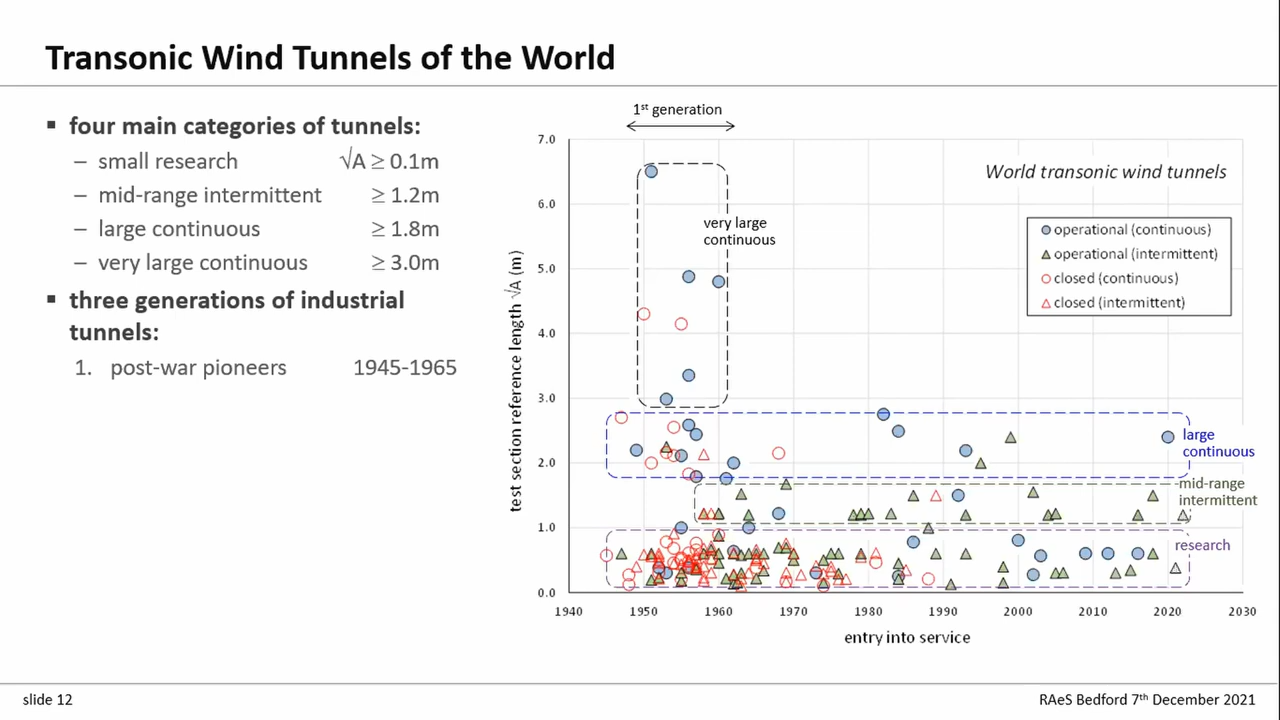 Transonic Wind Tunnels of the World
▪ four main categories of tunnels:
– small research √A ≥ 0.1m
– mid-range intermittent ≥ 1.2m
– large continuous ≥ 1.8m
– very large continuous ≥ 3.0m
▪ three generations of industrial
tunnels:
1. post-war pioneers 1945-1965
1st generation
World transonic wind tunnels
operational (continuous)
operational (intermittent)
closed (continuous)
closed (intermittent)
very large
continuous
large
continuous
mid-range
intermittent
research
test section reference length √A (m)
7.0
6.0
5.0
4.0
3.0
2.0
1.0
0.0
1940 1950 1960 1970 1980 1990 2000 2010 2020 2030
entry into service
slide 12
RAeS Bedford 7th December 2021